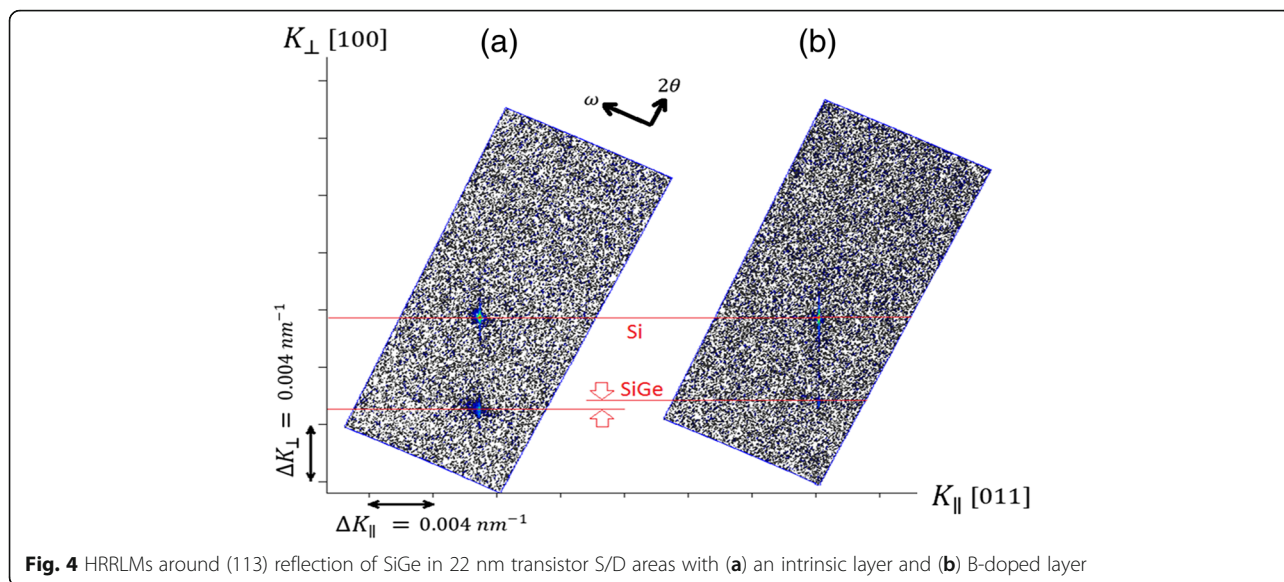 K⊥ [100]
(a)
(b)
ω
2θ
Si
SiGe
ΔK⊥ = 0.004 nm⁻¹
ΔK∥ = 0.004 nm⁻¹
K∥ [011]
Fig. 4 HRRLMs around (113) reflection of SiGe in 22 nm transistor S/D areas with (a) an intrinsic layer and (b) B-doped layer